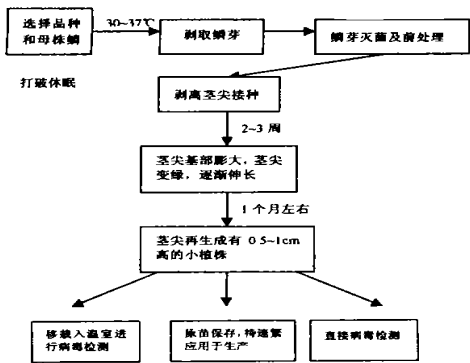 选择品种
和母株鳞
30~37℃
剥取鳞芽
鳞芽灭菌及前处理
打破休眠
剥离茎尖接种
2~3 周
茎尖基部膨大，茎尖
变绿，逐渐伸长
1 个月左右
茎尖再生成有 0.5~1cm
高的小植株
移栽入温室进
行病毒检测
原苗保存，待速繁
应用于生产
直接病毒检测